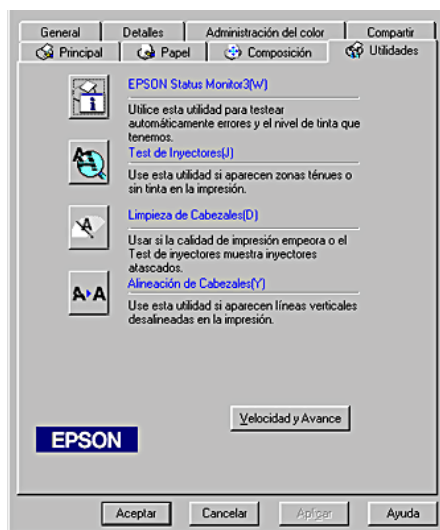 General Detalles Administración del color Compartir
Principal Papel Composición Utilidades
EPSON Status Monitor3(W)
Utilice esta utilidad para testear
automáticamente errores y el nivel de tinta que
tenemos.
Test de Inyectores(J)
Use esta utilidad si aparecen zonas ténues o
sin tinta en la impresión.
Limpieza de Cabezales(D)
Usar si la calidad de impresión empeora o el
Test de inyectores muestra inyectores
atascados.
Alineación de Cabezales(Y)
Use esta utilidad si aparecen líneas verticales
desalineadas en la impresión.
Velocidad y Avance
EPSON
Aceptar Cancelar Aplicar Ayuda